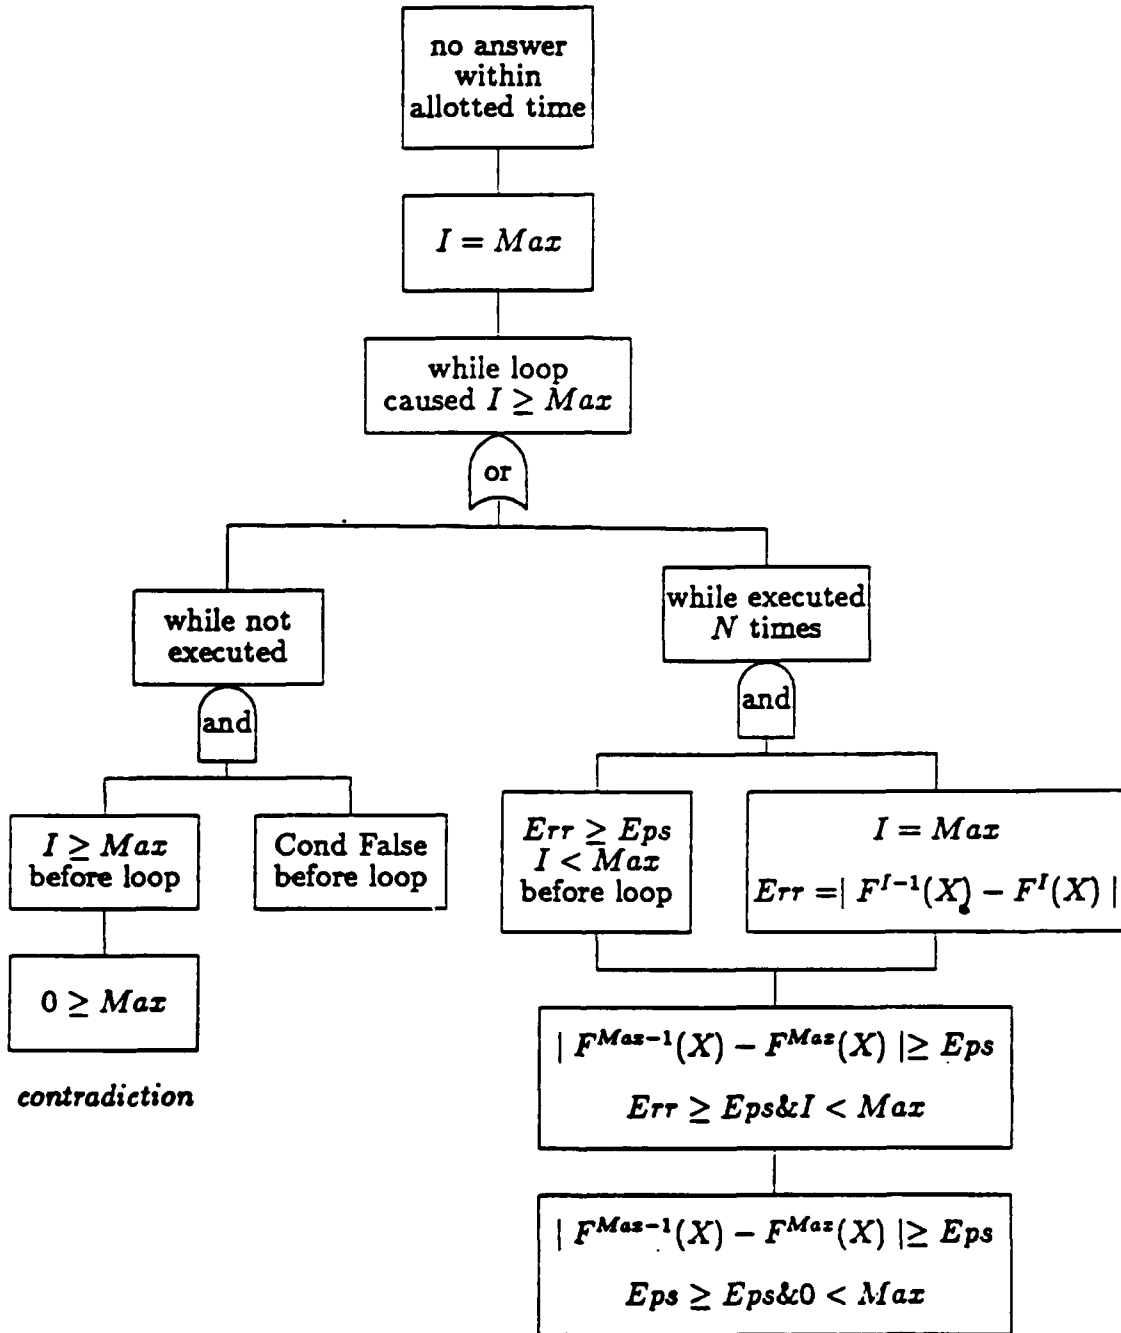 no answer
within
allotted time
I = Max
while loop
caused I ≥ Max
or
while not
executed
while executed
N times
and
and
I ≥ Max
before loop
Cond False
before loop
Err ≥ Eps
I < Max
before loop
I = Max
Err =| F^{I-1}(X) - F^{I}(X) |
0 ≥ Max
contradiction
| F^{Max-1}(X) - F^{Max}(X) |≥ Eps
Err ≥ Eps&I < Max
| F^{Max-1}(X) - F^{Max}(X) |≥ Eps
Eps ≥ Eps&0 < Max